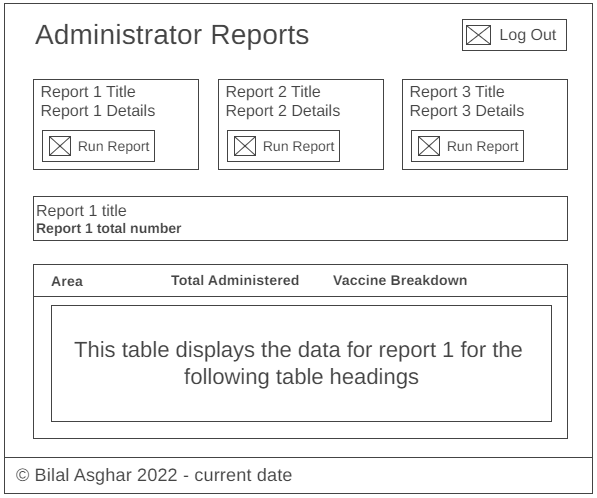 Administrator Reports
Log Out
Report 1 Title
Report 1 Details
Run Report
Report 2 Title
Report 2 Details
Run Report
Report 3 Title
Report 3 Details
Run Report
Report 1 title
Report 1 total number
Area Total Administered Vaccine Breakdown
This table displays the data for report 1 for the
following table headings
© Bilal Asghar 2022 - current date